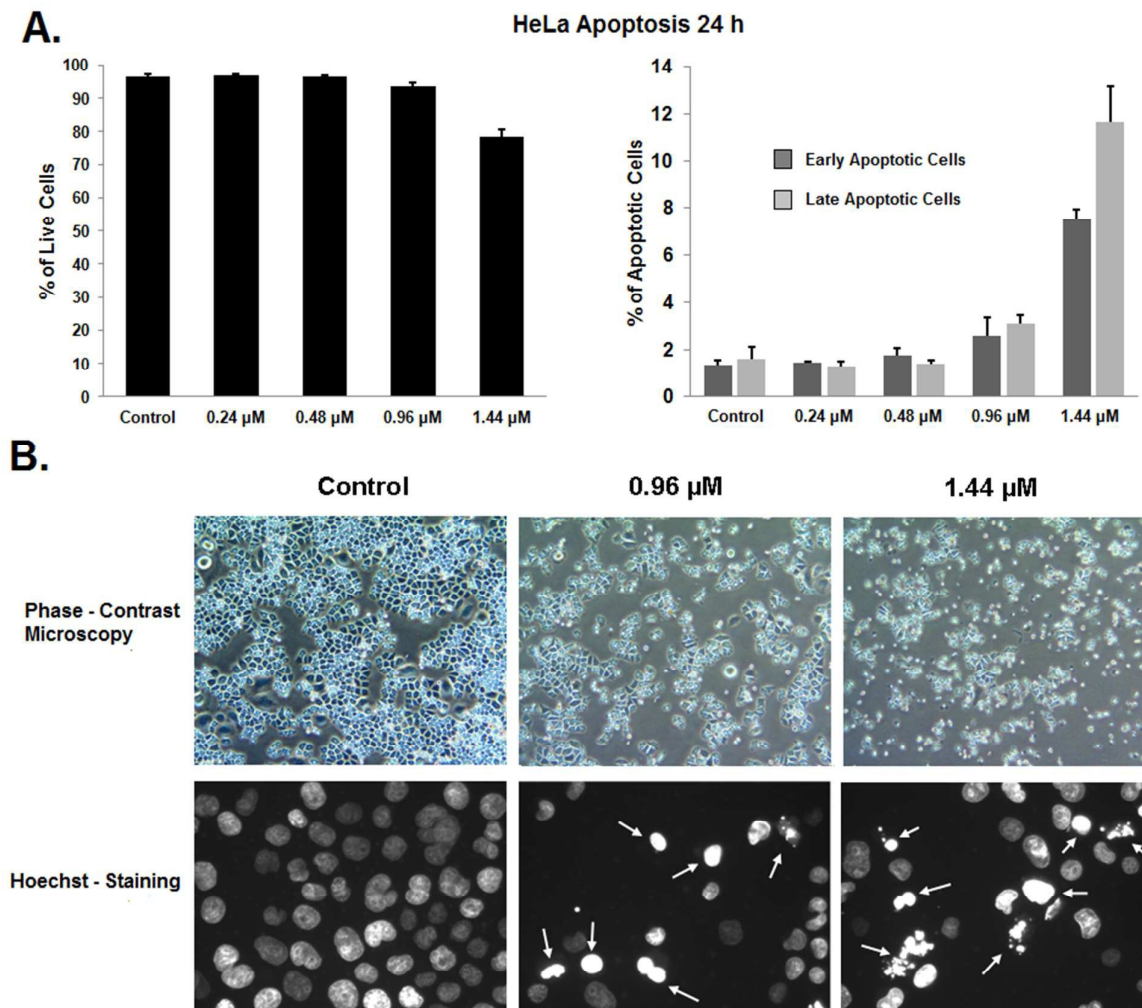 A.
HeLa Apoptosis 24 h
% of Live Cells
100
90
80
70
60
50
40
30
20
10
0
Control 0.24 µM 0.48 µM 0.96 µM 1.44 µM
% of Apoptotic Cells
14
12
10
8
6
4
2
0
Early Apoptotic Cells
Late Apoptotic Cells
Control 0.24 µM 0.48 µM 0.96 µM 1.44 µM
B.
Control 0.96 µM 1.44 µM
Phase - Contrast
Microscopy
Hoechst - Staining